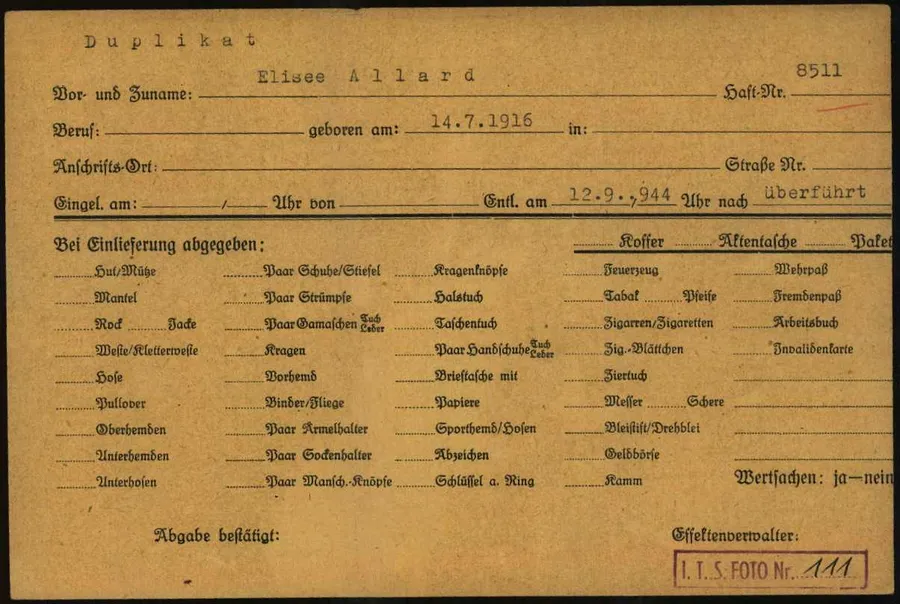 Duplikat
Elisee Allard 8511
Vor- und Zuname: Haft-Nr.
Beruf: geboren am: 14.7.1916 in:
Anschrifts-Ort: Straße Nr.
Eingel. am: / Uhr von Entl. am 12.9.,944 Uhr nach überführt
Bei Einlieferung abgegeben: Koffer Aktentasche Paket
Hut/Mütze Paar Schuhe/Stiefel Kragenknöpfe Feuerzeug Wehrpaß
Mantel Paar Strümpfe Halstuch Tabak Pfeife Fremdenpaß
Rock Jacke Paar Gamaschen Tuch Leder Taschentuch Zigarren/Zigaretten Arbeitsbuch
Weste/Kletterweste Kragen Paar Handschuhe Tuch Leder Zig.-Blättchen Invalidenkarte
Hose Vorhemd Brieftasche mit Ziertuch
Pullover Binder/Fliege Papiere Messer Schere
Oberhemden Paar Ärmelhalter Sporthemd/Hosen Bleistift/Drehblei
Unterhemden Paar Sockenhalter Abzeichen Geldbörse
Unterhosen Paar Mansch.-Knöpfe Schlüssel a. Ring Kamm Wertsachen: ja—nein
Abgabe bestätigt: Effektenverwalter:
I. T. S. FOTO Nr. 111